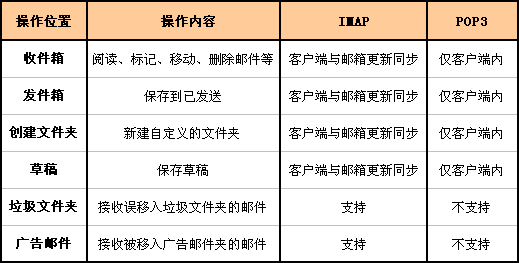 操作位置 操作内容 IMAP POP3
收件箱 阅读、标记、移动、删除邮件等 客户端与邮箱更新同步 仅客户端内
发件箱 保存到已发送 客户端与邮箱更新同步 仅客户端内
创建文件夹 新建自定义的文件夹 客户端与邮箱更新同步 仅客户端内
草稿 保存草稿 客户端与邮箱更新同步 仅客户端内
垃圾文件夹 接收误移入垃圾文件夹的邮件 支持 不支持
广告邮件 接收被移入广告邮件夹的邮件 支持 不支持